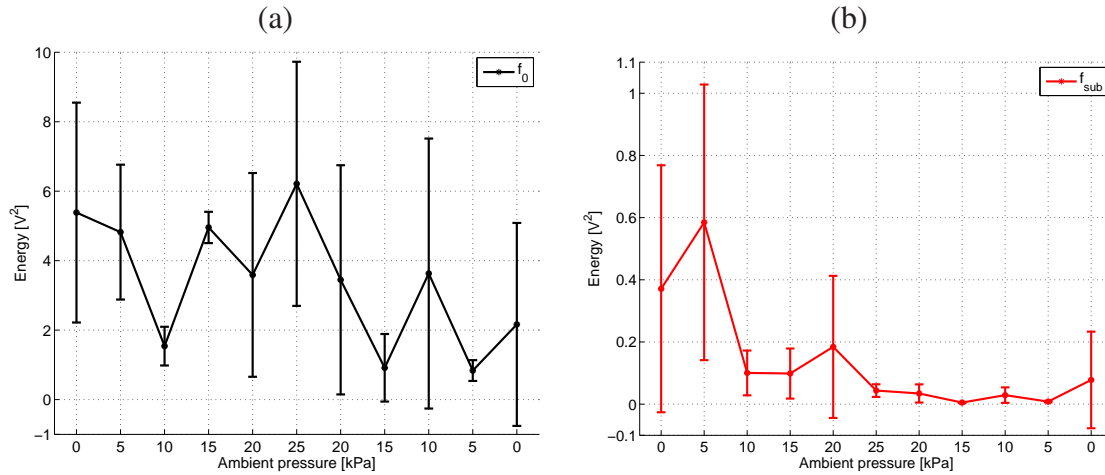 (a)
10
8
6
4
2
0
−1
Energy [V²]
0 5 10 15 20 25 20 15 10 5 0
Ambient pressure [kPa]
f₀
(b)
1.1
1
0.8
0.6
0.4
0.2
0
−0.1
Energy [V²]
0 5 10 15 20 25 20 15 10 5 0
Ambient pressure [kPa]
f_sub